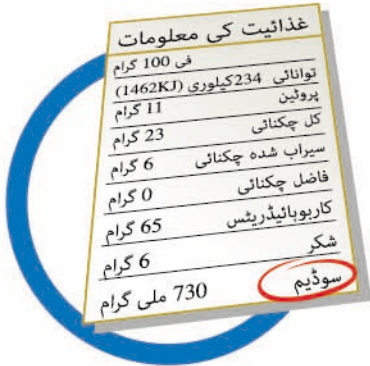 غذائیت کی معلومات
فی 100 گرام
توانائی 234کیلوری (1462KJ)
پروٹین 11 گرام
کل چکنائی 23 گرام
سیراب شدہ چکنائی 6 گرام
فاضل چکنائی 0 گرام
کاربوہائیڈریٹس 65 گرام
شکر 6 گرام
سوڈیم 730 ملی گرام